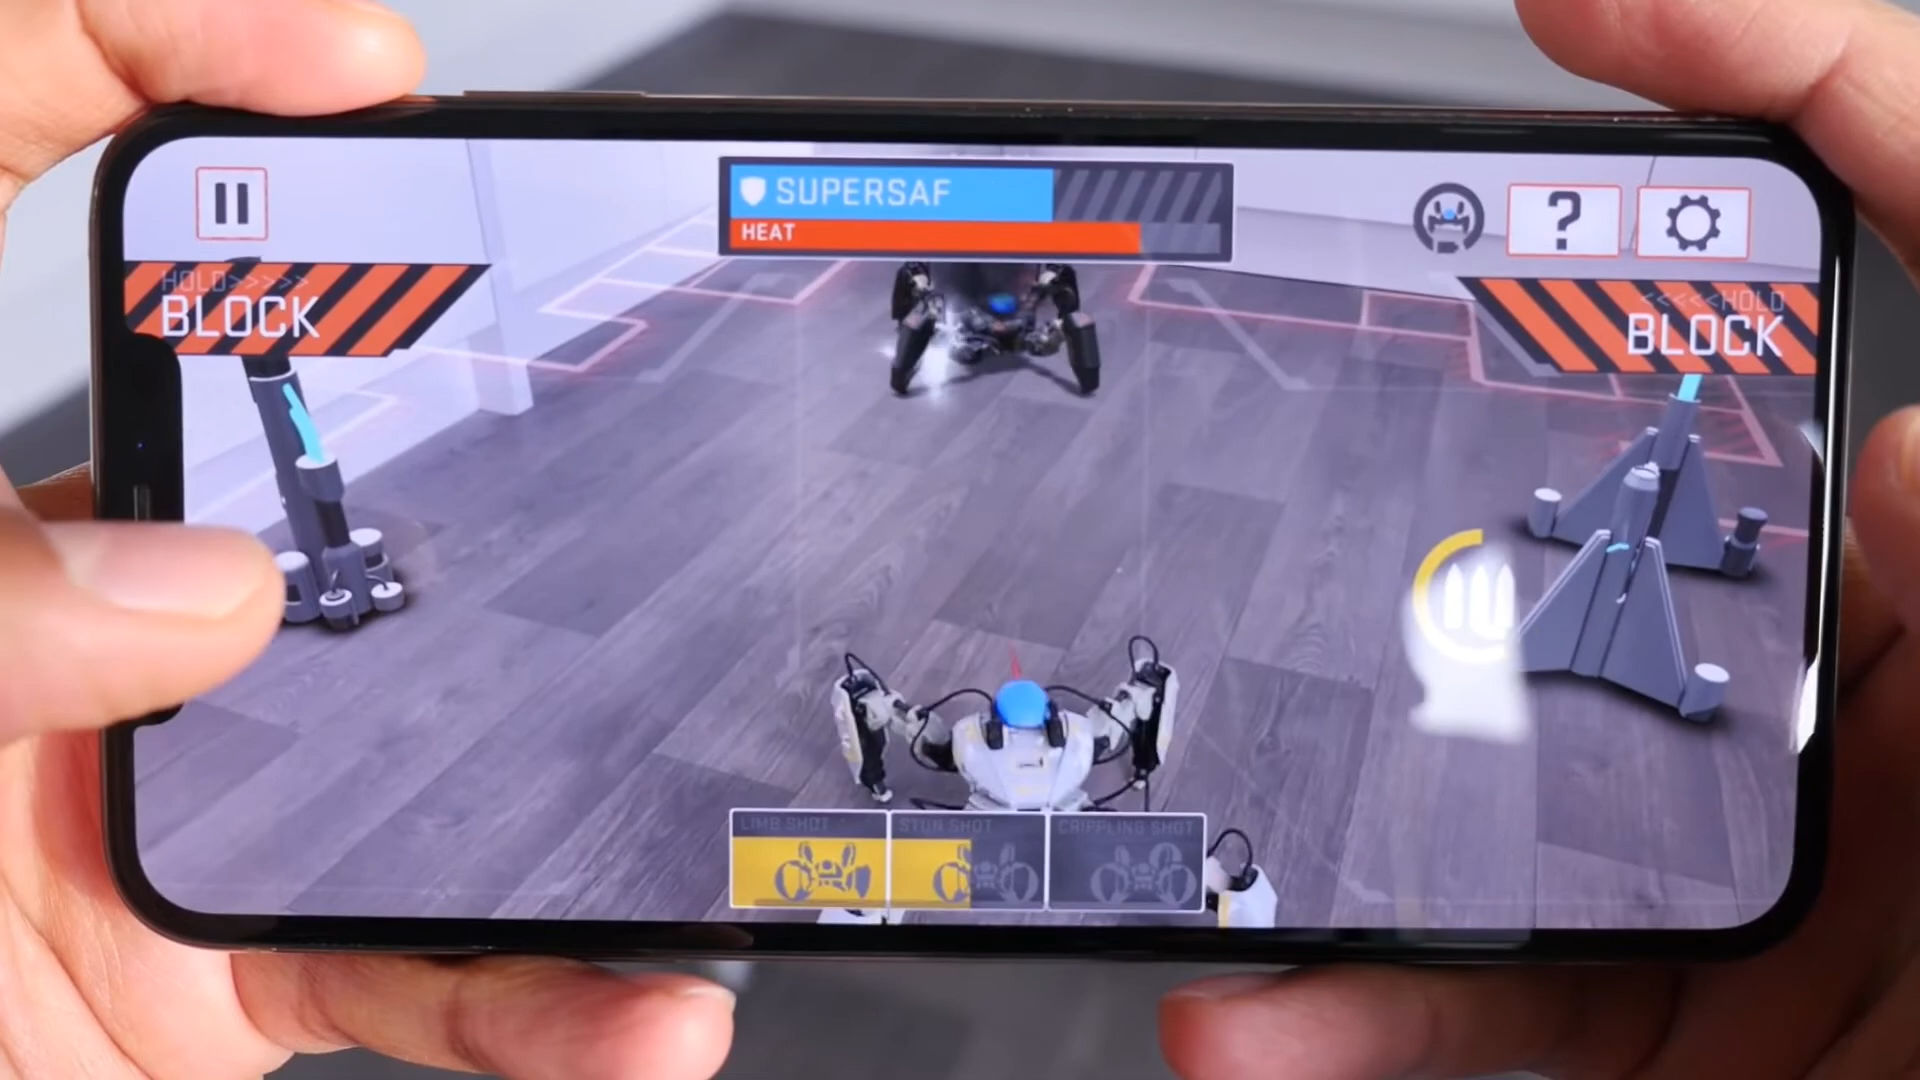 SUPERSAF
HEAT
?
HOLD>>>>>
BLOCK
<<<<<HOLD
BLOCK
LIMB SHOT
STUN SHOT
CRIPPLING SHOT